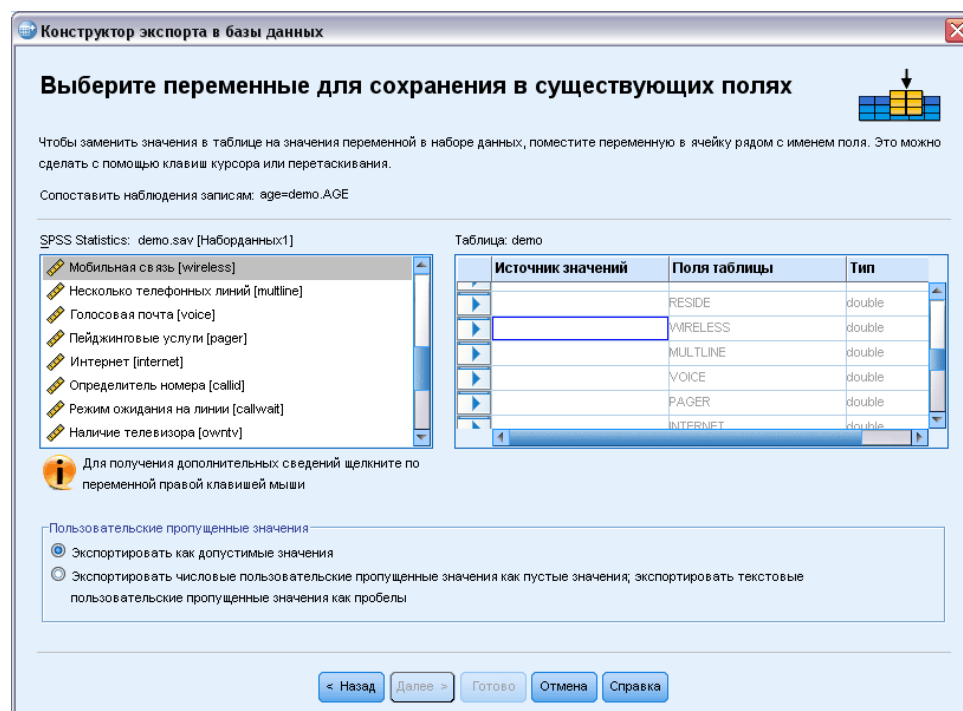 Конструктор экспорта в базы данных
Выберите переменные для сохранения в существующих полях
Чтобы заменить значения в таблице на значения переменной в наборе данных, поместите переменную в ячейку рядом с именем поля. Это можно
сделать с помощью клавиш курсора или перетаскивания.
Сопоставить наблюдения записям: age=demo.AGE
SPSS Statistics: demo.sav [Наборданных1]
Мобильная связь [wireless]
Несколько телефонных линий [multline]
Голосовая почта [voice]
Пейджинговые услуги [pager]
Интернет [internet]
Определитель номера [callid]
Режим ожидания на линии [callwait]
Наличие телевизора [owntv]
Таблица: demo
Источник значений Поля таблицы Тип
RESIDE double
WIRELESS double
MULTLINE double
VOICE double
PAGER double
INTERNET double
Для получения дополнительных сведений щелкните по
переменной правой клавишей мыши
Пользовательские пропущенные значения
Экспортировать как допустимые значения
Экспортировать числовые пользовательские пропущенные значения как пустые значения; экспортировать текстовые
пользовательские пропущенные значения как пробелы
< Назад Далее > Готово Отмена Справка